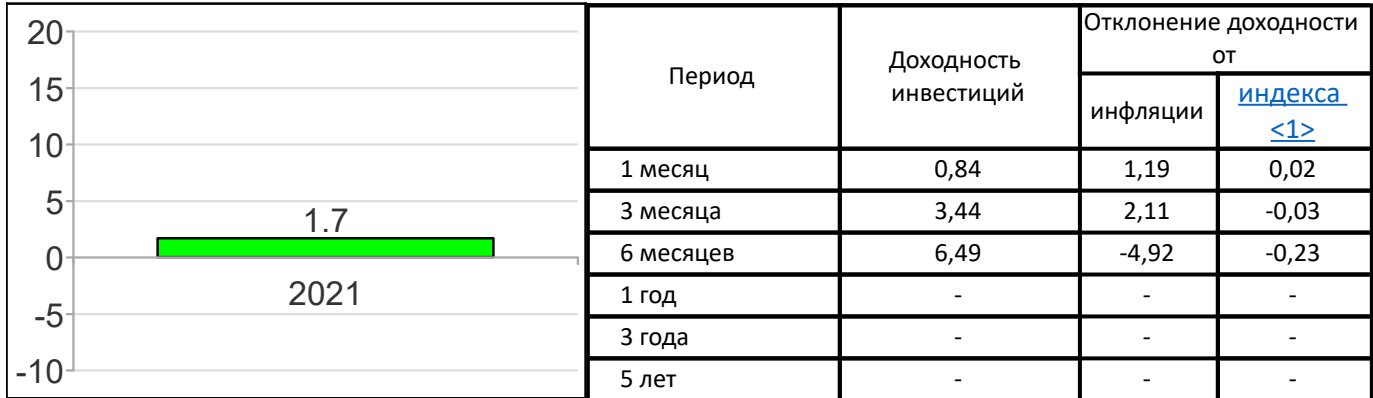 20
15
10
5
0
-5
-10
1.7
2021
Период
Доходность
инвестиций
Отклонение доходности
от
инфляции
индекса
<1>
1 месяц 0,84 1,19 0,02
3 месяца 3,44 2,11 -0,03
6 месяцев 6,49 -4,92 -0,23
1 год - - -
3 года - - -
5 лет - - -